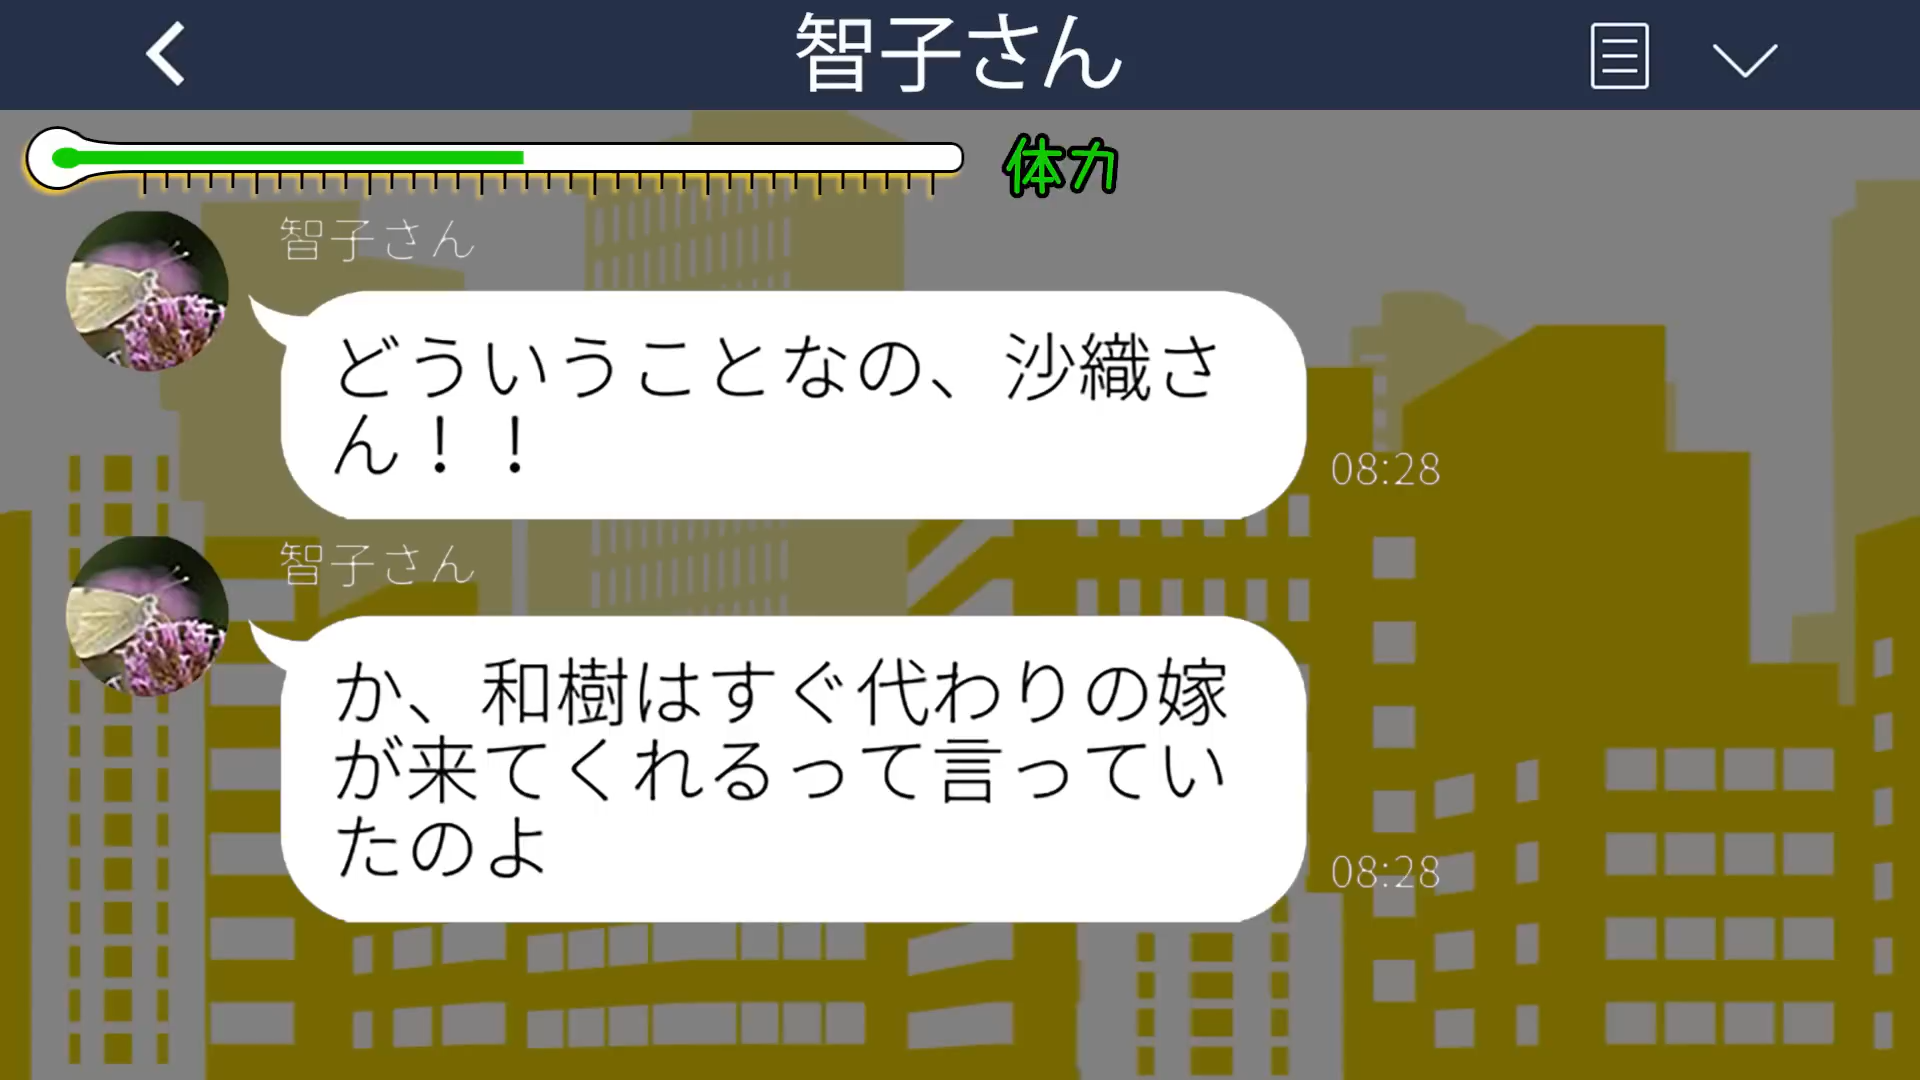 智子さん
体力
智子さん
どういうことなの、沙織さ
ん！！
08:28
智子さん
か、和樹はすぐ代わりの嫁
が来てくれるって言ってい
たのよ
08:28